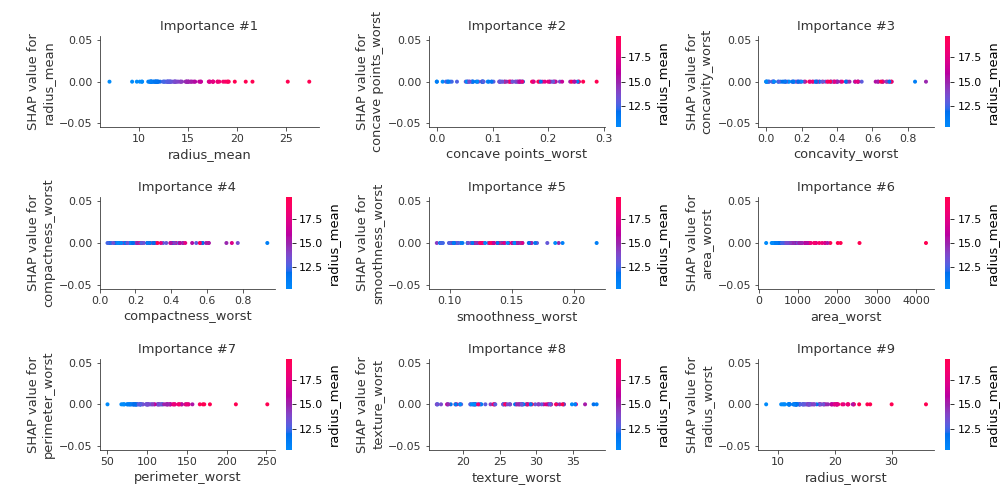 Importance #1
SHAP value for
radius_mean
0.05
0.00
−0.05
10
15
20
25
radius_mean
Importance #2
SHAP value for
concave points_worst
0.05
0.00
−0.05
0.0
0.1
0.2
0.3
concave points_worst
17.5
15.0
12.5
radius_mean
Importance #3
SHAP value for
concavity_worst
0.05
0.00
−0.05
0.0
0.2
0.4
0.6
0.8
concavity_worst
17.5
15.0
12.5
radius_mean
Importance #4
SHAP value for
compactness_worst
0.05
0.00
−0.05
0.0
0.2
0.4
0.6
0.8
compactness_worst
17.5
15.0
12.5
radius_mean
Importance #5
SHAP value for
smoothness_worst
0.05
0.00
−0.05
0.10
0.15
0.20
smoothness_worst
17.5
15.0
12.5
radius_mean
Importance #6
SHAP value for
area_worst
0.05
0.00
−0.05
0
1000
2000
3000
4000
area_worst
17.5
15.0
12.5
radius_mean
Importance #7
SHAP value for
perimeter_worst
0.05
0.00
−0.05
50
100
150
200
250
perimeter_worst
17.5
15.0
12.5
radius_mean
Importance #8
SHAP value for
texture_worst
0.05
0.00
−0.05
20
25
30
35
texture_worst
17.5
15.0
12.5
radius_mean
Importance #9
SHAP value for
radius_worst
0.05
0.00
−0.05
10
20
30
radius_worst
17.5
15.0
12.5
radius_mean